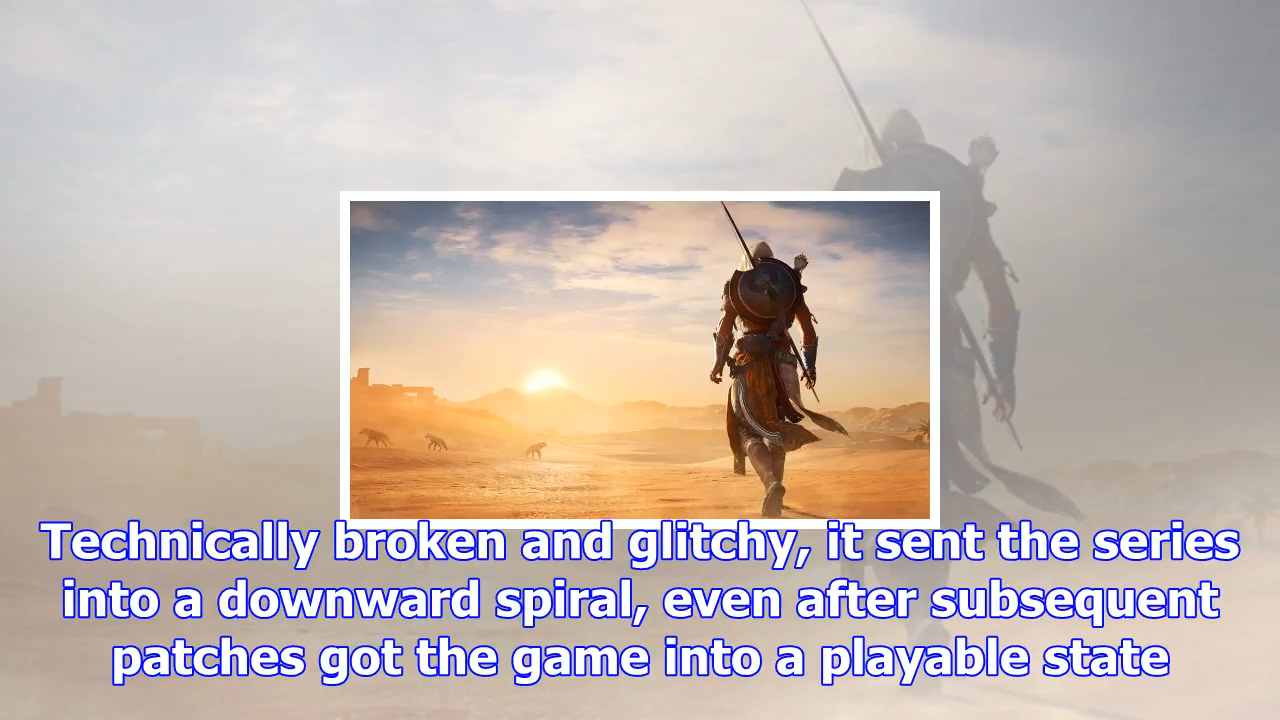 Technically broken and glitchy, it sent the series
into a downward spiral, even after subsequent
patches got the game into a playable state